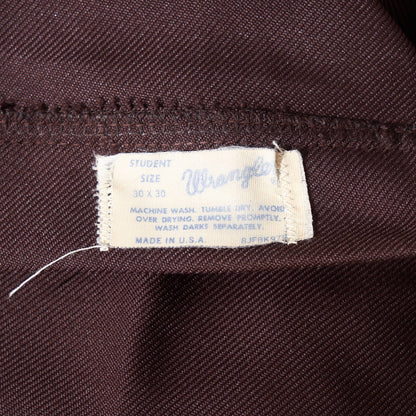 STUDENT
SIZE
30 X 30
Wrangler
MACHINE WASH. TUMBLE DRY. AVOID
OVER DRYING. REMOVE PROMPTLY.
WASH DARKS SEPARATELY.
MADE IN U.S.A.